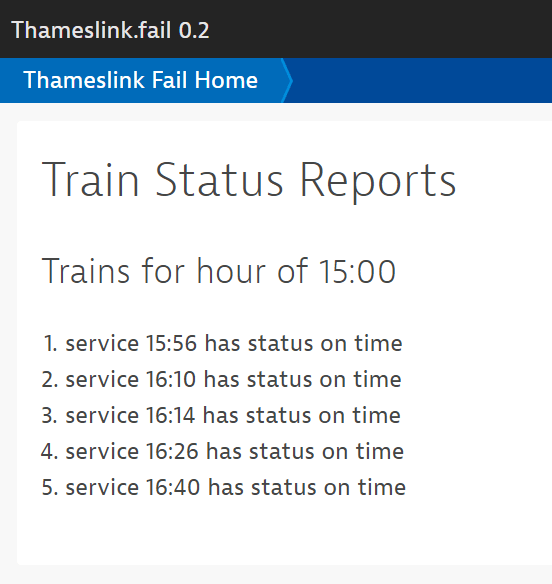 Thameslink.fail 0.2
Thameslink Fail Home
Train Status Reports
Trains for hour of 15:00
1. service 15:56 has status on time
2. service 16:10 has status on time
3. service 16:14 has status on time
4. service 16:26 has status on time
5. service 16:40 has status on time